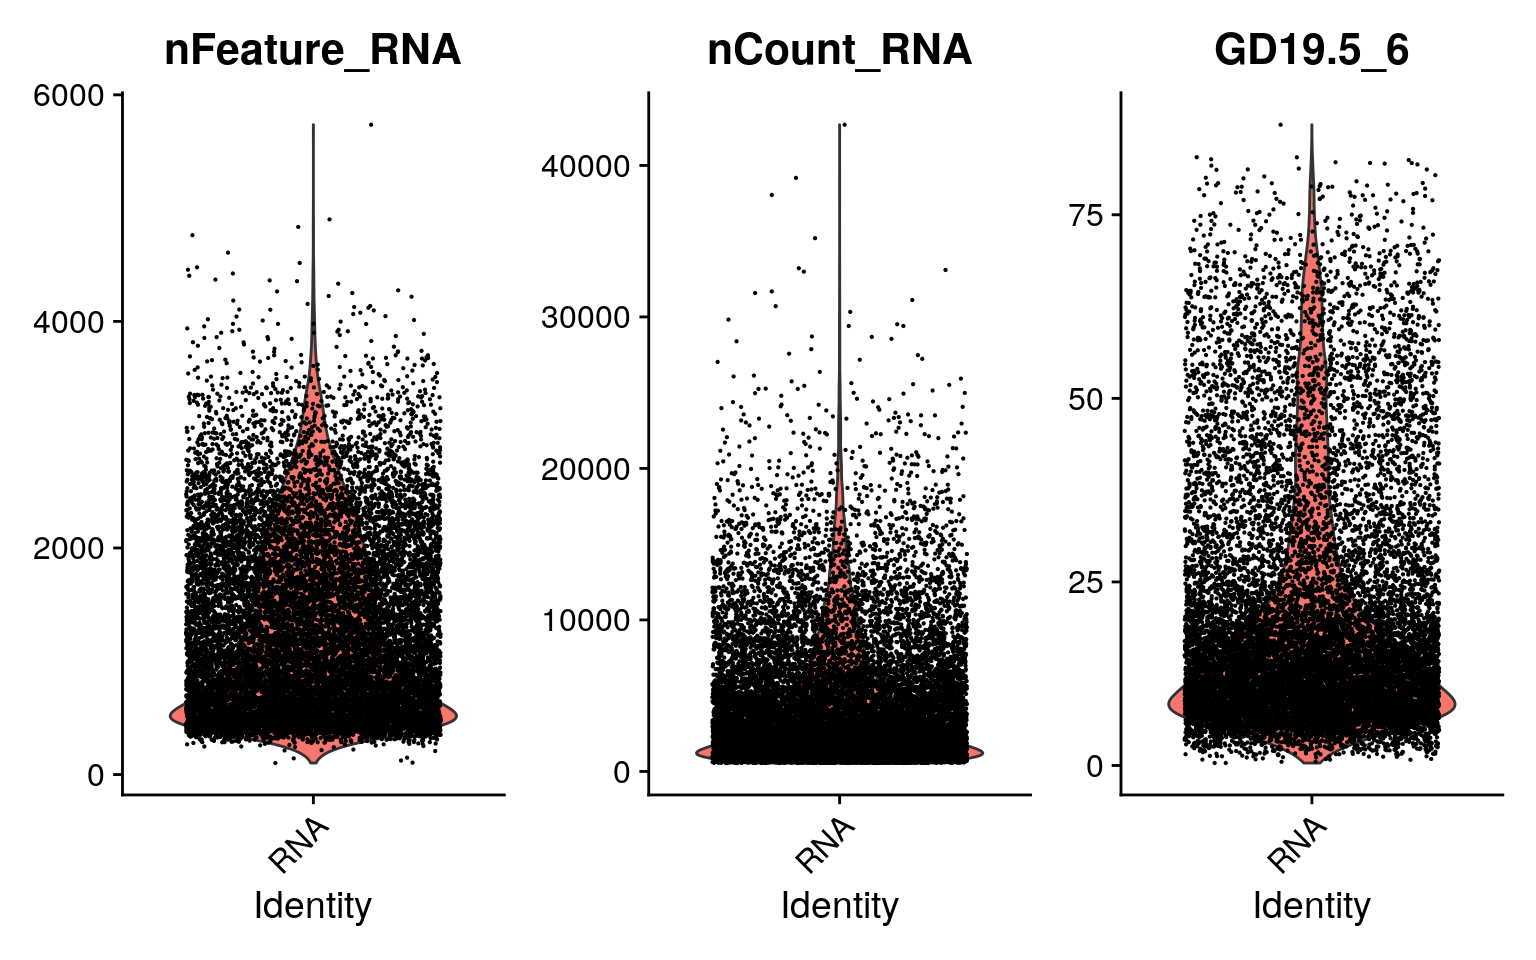 nFeature_RNA
6000
4000
2000
0
RNA
Identity
nCount_RNA
40000
30000
20000
10000
0
RNA
Identity
GD19.5_6
75
50
25
0
RNA
Identity